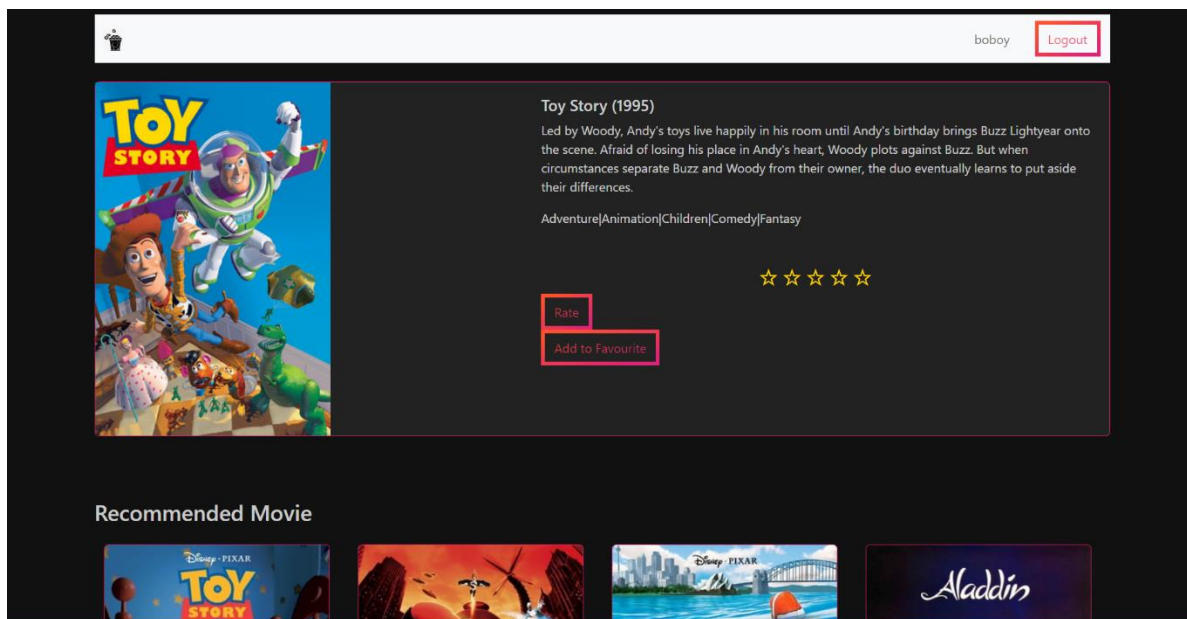 boboy
Logout
TOY
STORY
Toy Story (1995)
Led by Woody, Andy's toys live happily in his room until Andy's birthday brings Buzz Lightyear onto
the scene. Afraid of losing his place in Andy's heart, Woody plots against Buzz. But when
circumstances separate Buzz and Woody from their owner, the duo eventually learns to put aside
their differences.
Adventure|Animation|Children|Comedy|Fantasy
☆ ☆ ☆ ☆ ☆
Rate
Add to Favourite
Recommended Movie
Disney · PIXAR
TOY
STORY
Disney · PIXAR
Aladdin